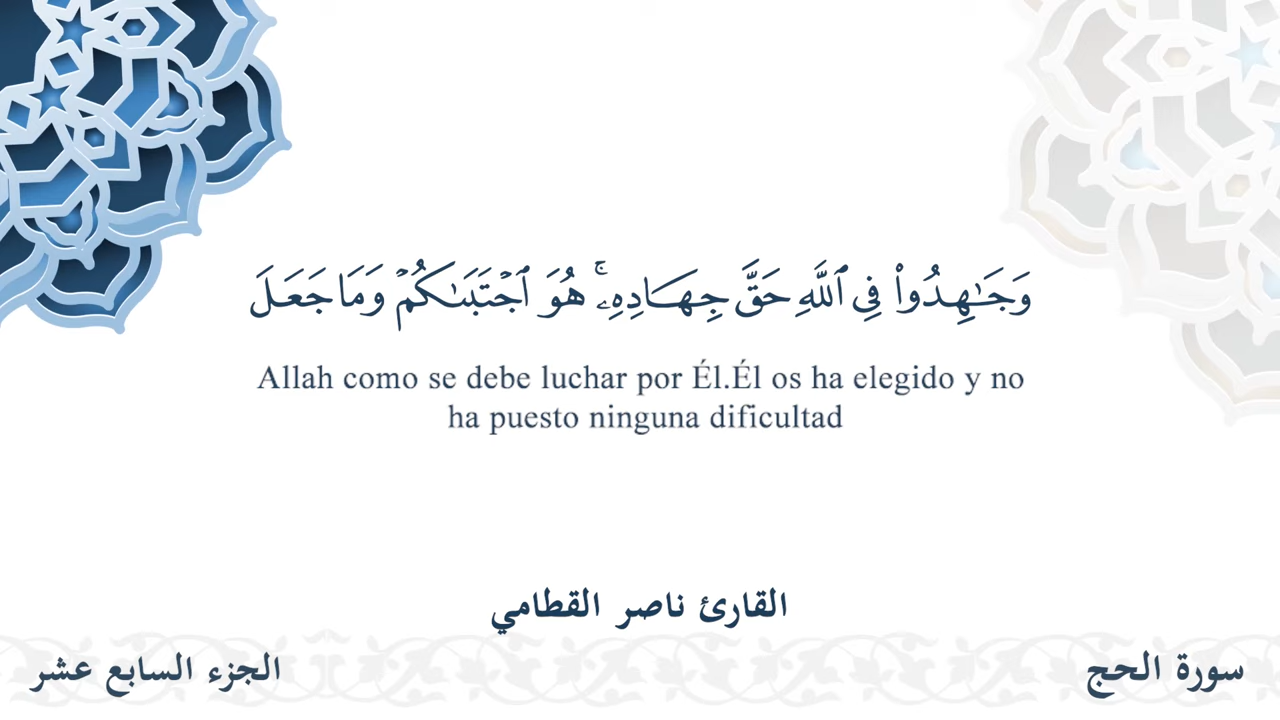 وَجَـٰهِدُوا۟ فِى ٱللَّهِ حَقَّ جِهَادِهِۦ ۚ هُوَ ٱجْتَبَىٰكُمْ وَمَا جَعَلَ
Allah como se debe luchar por Él.Él os ha elegido y no
ha puesto ninguna dificultad
القارئ ناصر القطامي
سورة الحج
الجزء السابع عشر